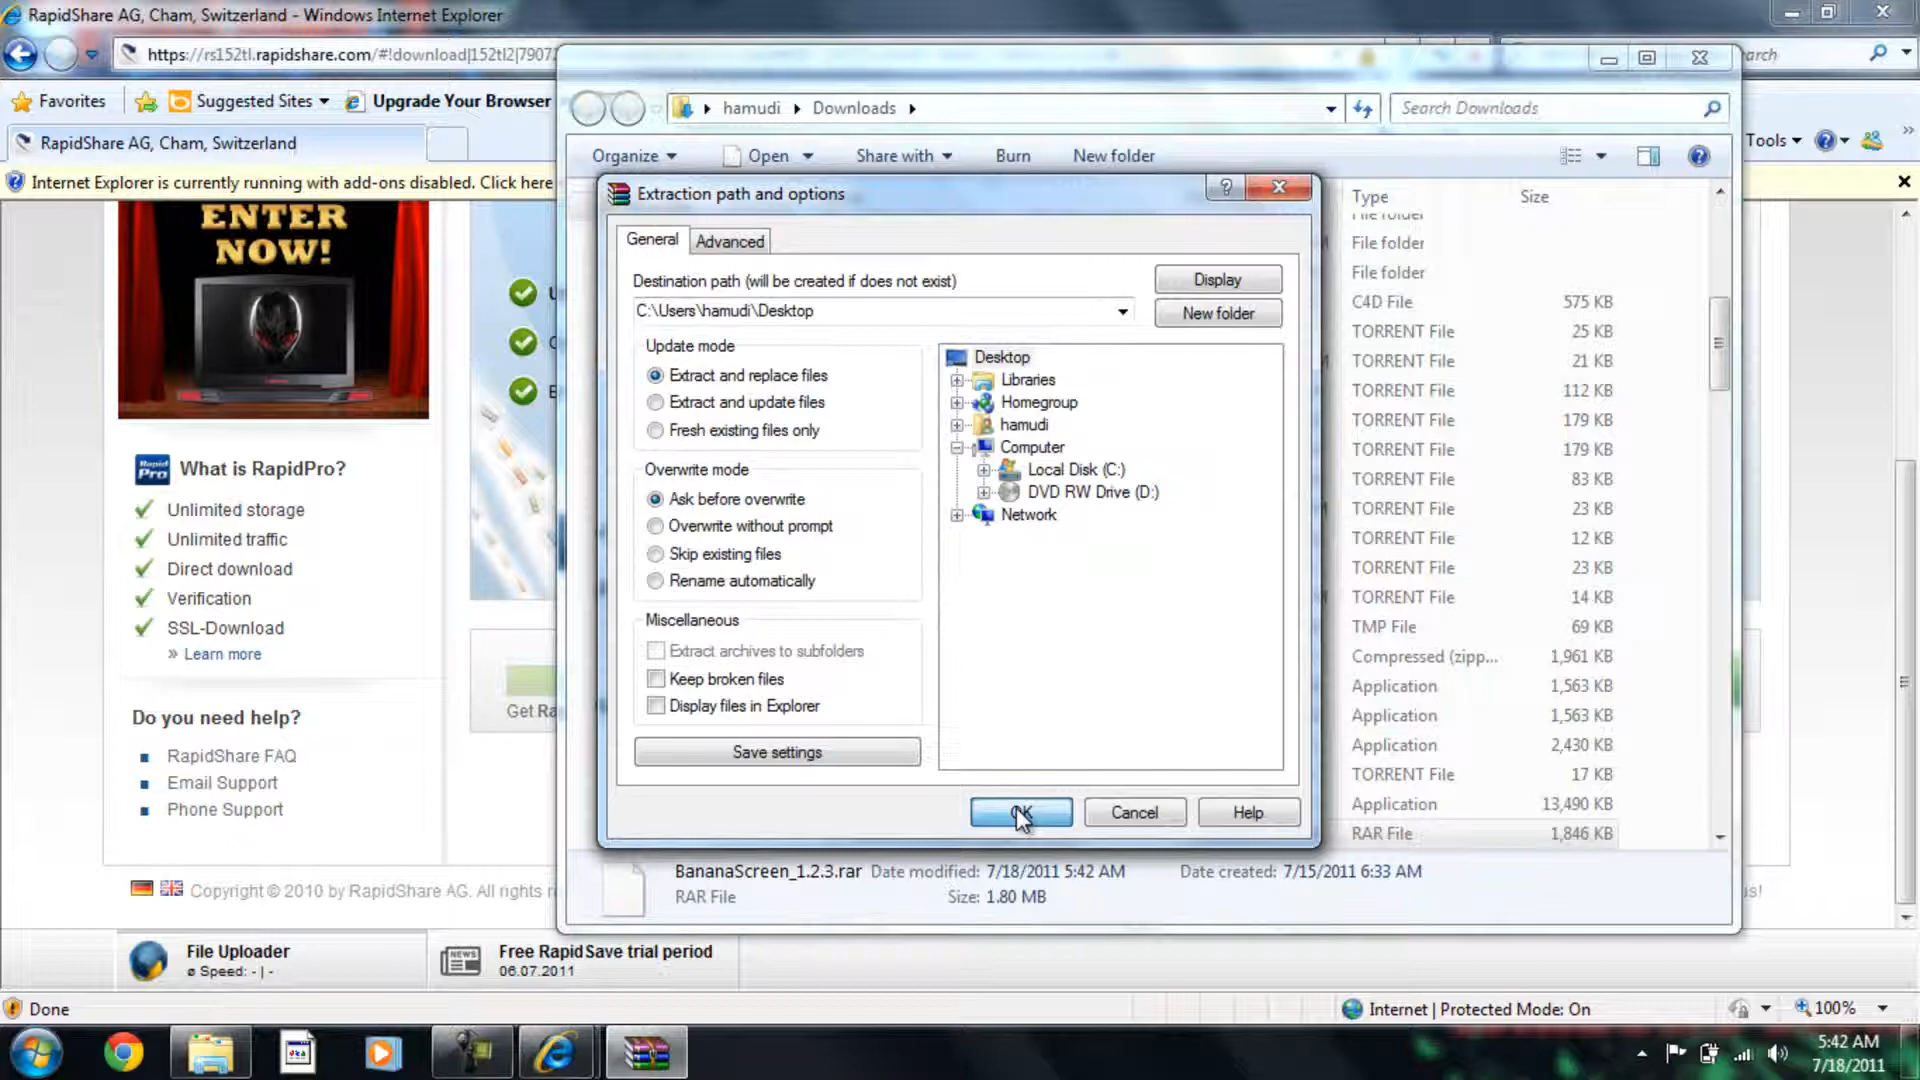 RapidShare AG, Cham, Switzerland - Windows Internet Explorer
https://rs152tl.rapidshare.com/#!download|152tl2|7907
Favorites
Suggested Sites
Upgrade Your Browser
RapidShare AG, Cham, Switzerland
Tools
Internet Explorer is currently running with add-ons disabled. Click here
hamudi
Downloads
Search Downloads
Organize
Open
Share with
Burn
New folder
Extraction path and options
General
Advanced
Destination path (will be created if does not exist)
C:\Users\hamudi\Desktop
Display
New folder
Update mode
Extract and replace files
Extract and update files
Fresh existing files only
Overwrite mode
Ask before overwrite
Overwrite without prompt
Skip existing files
Rename automatically
Miscellaneous
Extract archives to subfolders
Keep broken files
Display files in Explorer
Save settings
Desktop
Libraries
Homegroup
hamudi
Computer
Local Disk (C:)
DVD RW Drive (D:)
Network
OK
Cancel
Help
Type Size
File folder
File folder
File folder
C4D File 575 KB
TORRENT File 25 KB
TORRENT File 21 KB
TORRENT File 112 KB
TORRENT File 179 KB
TORRENT File 179 KB
TORRENT File 83 KB
TORRENT File 23 KB
TORRENT File 12 KB
TORRENT File 23 KB
TORRENT File 14 KB
TMP File 69 KB
Compressed (zipp... 1,961 KB
Application 1,563 KB
Application 1,563 KB
Application 2,430 KB
TORRENT File 17 KB
Application 13,490 KB
RAR File 1,846 KB
BananaScreen_1.2.3.rar Date modified: 7/18/2011 5:42 AM Date created: 7/15/2011 6:33 AM
RAR File Size: 1.80 MB
ENTER
NOW!
Rapid
Pro
What is RapidPro?
Unlimited storage
Unlimited traffic
Direct download
Verification
SSL-Download
» Learn more
Do you need help?
RapidShare FAQ
Email Support
Phone Support
Get Ra
Copyright © 2010 by RapidShare AG. All rights
File Uploader
ø Speed: - | -
NEWS
Free RapidSave trial period
06.07.2011
Done
Internet | Protected Mode: On
100%
5:42 AM
7/18/2011